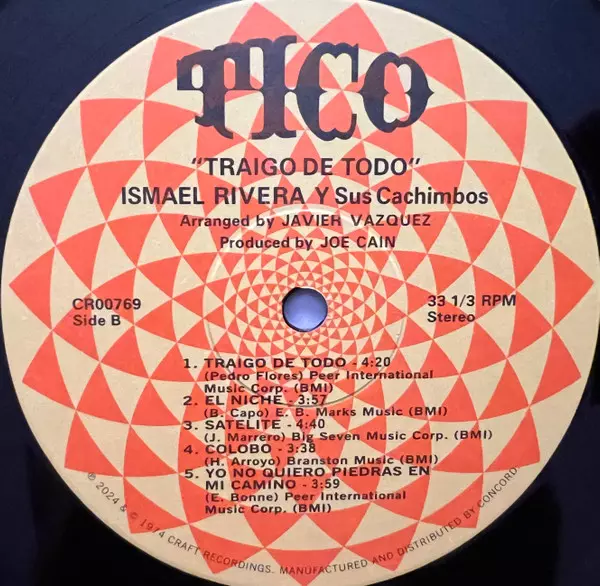 TICO
"TRAIGO DE TODO"
ISMAEL RIVERA Y Sus Cachimbos
Arranged by JAVIER VAZQUEZ
Produced by JOE CAIN
CR00769
Side B
33 1/3 RPM
Stereo
1. TRAIGO DE TODO - 4:20
(Pedro Flores) Peer International
Music Corp. (BMI)
2. EL NICHE - 3:57
(B. Capo) E. B. Marks Music (BMI)
3. SATELITE - 4:40
(J. Marrero) Big Seven Music Corp. (BMI)
4. COLOBO - 3:38
(H. Arroyo) Branston Music (BMI)
5. YO NO QUIERO PIEDRAS EN
MI CAMINO - 3:59
(E. Bonne) Peer International
Music Corp. (BMI)
℗ 2024 & © 1974 CRAFT RECORDINGS. MANUFACTURED AND DISTRIBUTED BY CONCORD.